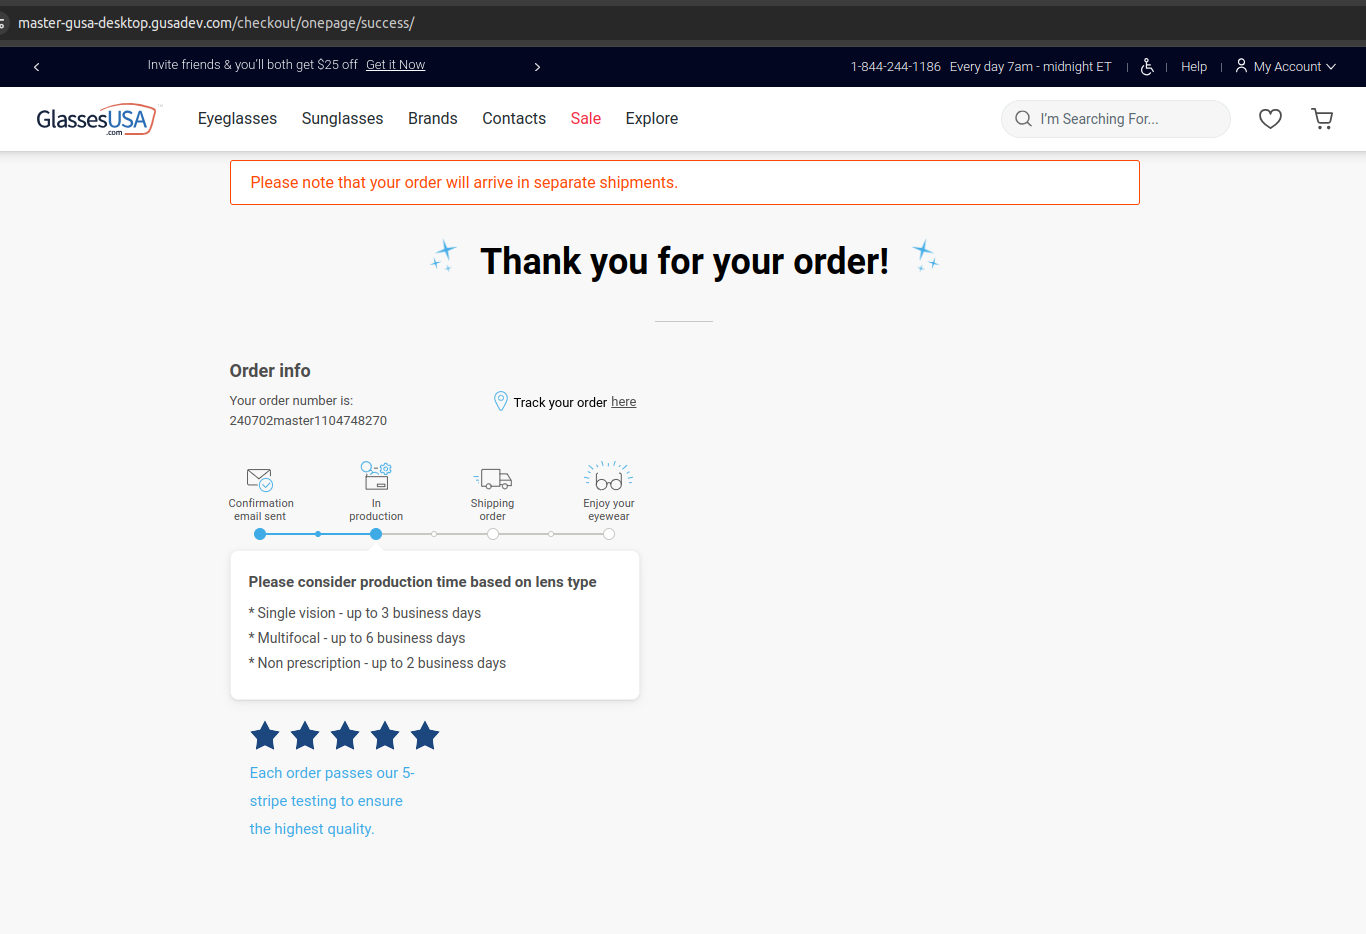 master-gusa-desktop.gusadev.com/checkout/onepage/success/
Invite friends & you'll both get $25 off Get it Now
1-844-244-1186 Every day 7am - midnight ET
Help
My Account
GlassesUSA
.com
Eyeglasses Sunglasses Brands Contacts Sale Explore
I'm Searching For...
Please note that your order will arrive in separate shipments.
Thank you for your order!
Order info
Your order number is:
240702master1104748270
Track your order here
Confirmation
email sent
In
production
Shipping
order
Enjoy your
eyewear
Please consider production time based on lens type
* Single vision - up to 3 business days
* Multifocal - up to 6 business days
* Non prescription - up to 2 business days
Each order passes our 5-
stripe testing to ensure
the highest quality.